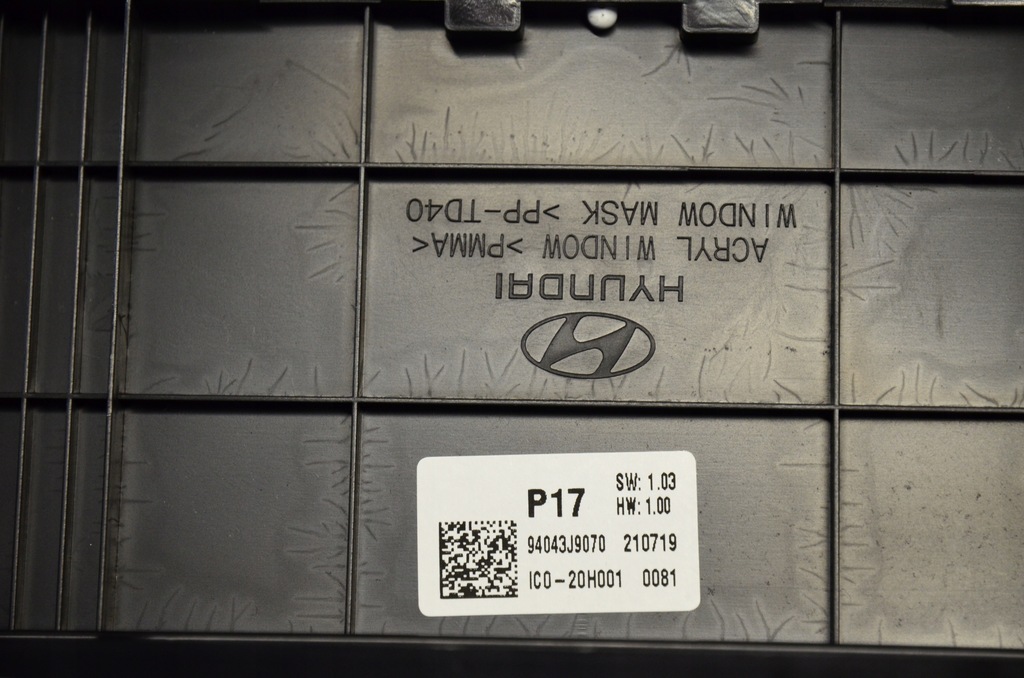 HYUNDAI
ACRYL WINDOW >PMMA<
WINDOW MASK >PP-TD40
P17
SW: 1.03
HW: 1.00
94043J9070 210719
IC0-20H001 0081